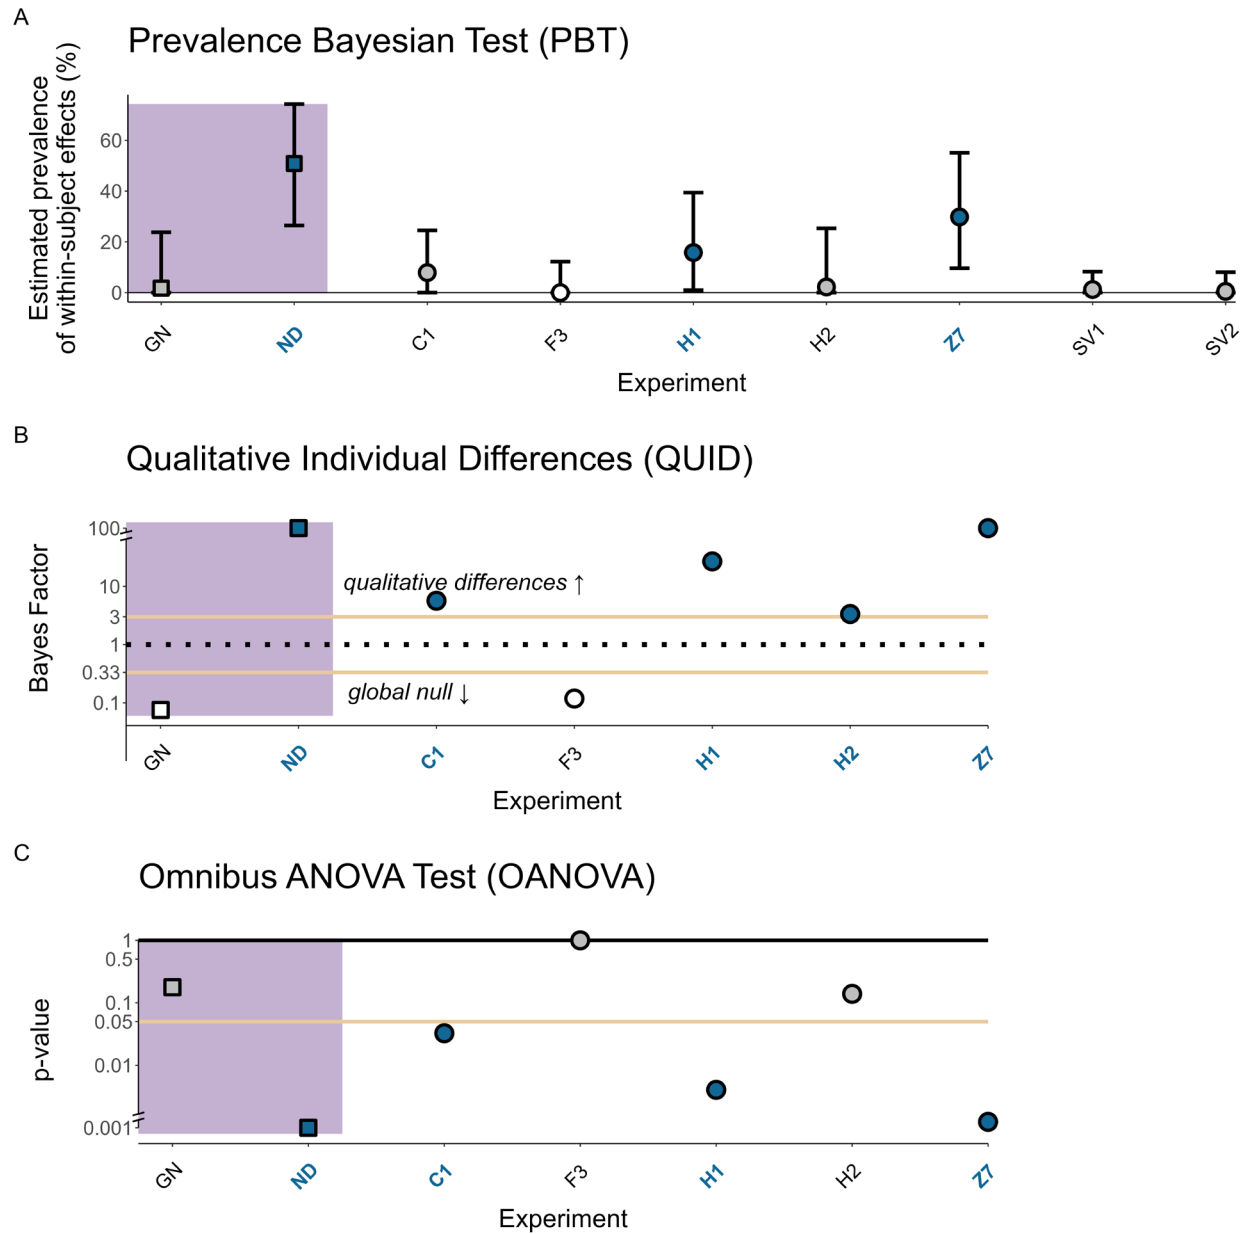 A
Prevalence Bayesian Test (PBT)
Estimated prevalence
of within-subject effects (%)
60
40
20
0
GN
ND
C1
F3
H1
H2
Z7
SV1
SV2
Experiment
B
Qualitative Individual Differences (QUID)
Bayes Factor
100
10
3
1
0.33
0.1
qualitative differences ↑
global null ↓
GN
ND
C1
F3
H1
H2
Z7
Experiment
C
Omnibus ANOVA Test (OANOVA)
p-value
1
0.5
0.1
0.05
0.01
0.001
GN
ND
C1
F3
H1
H2
Z7
Experiment